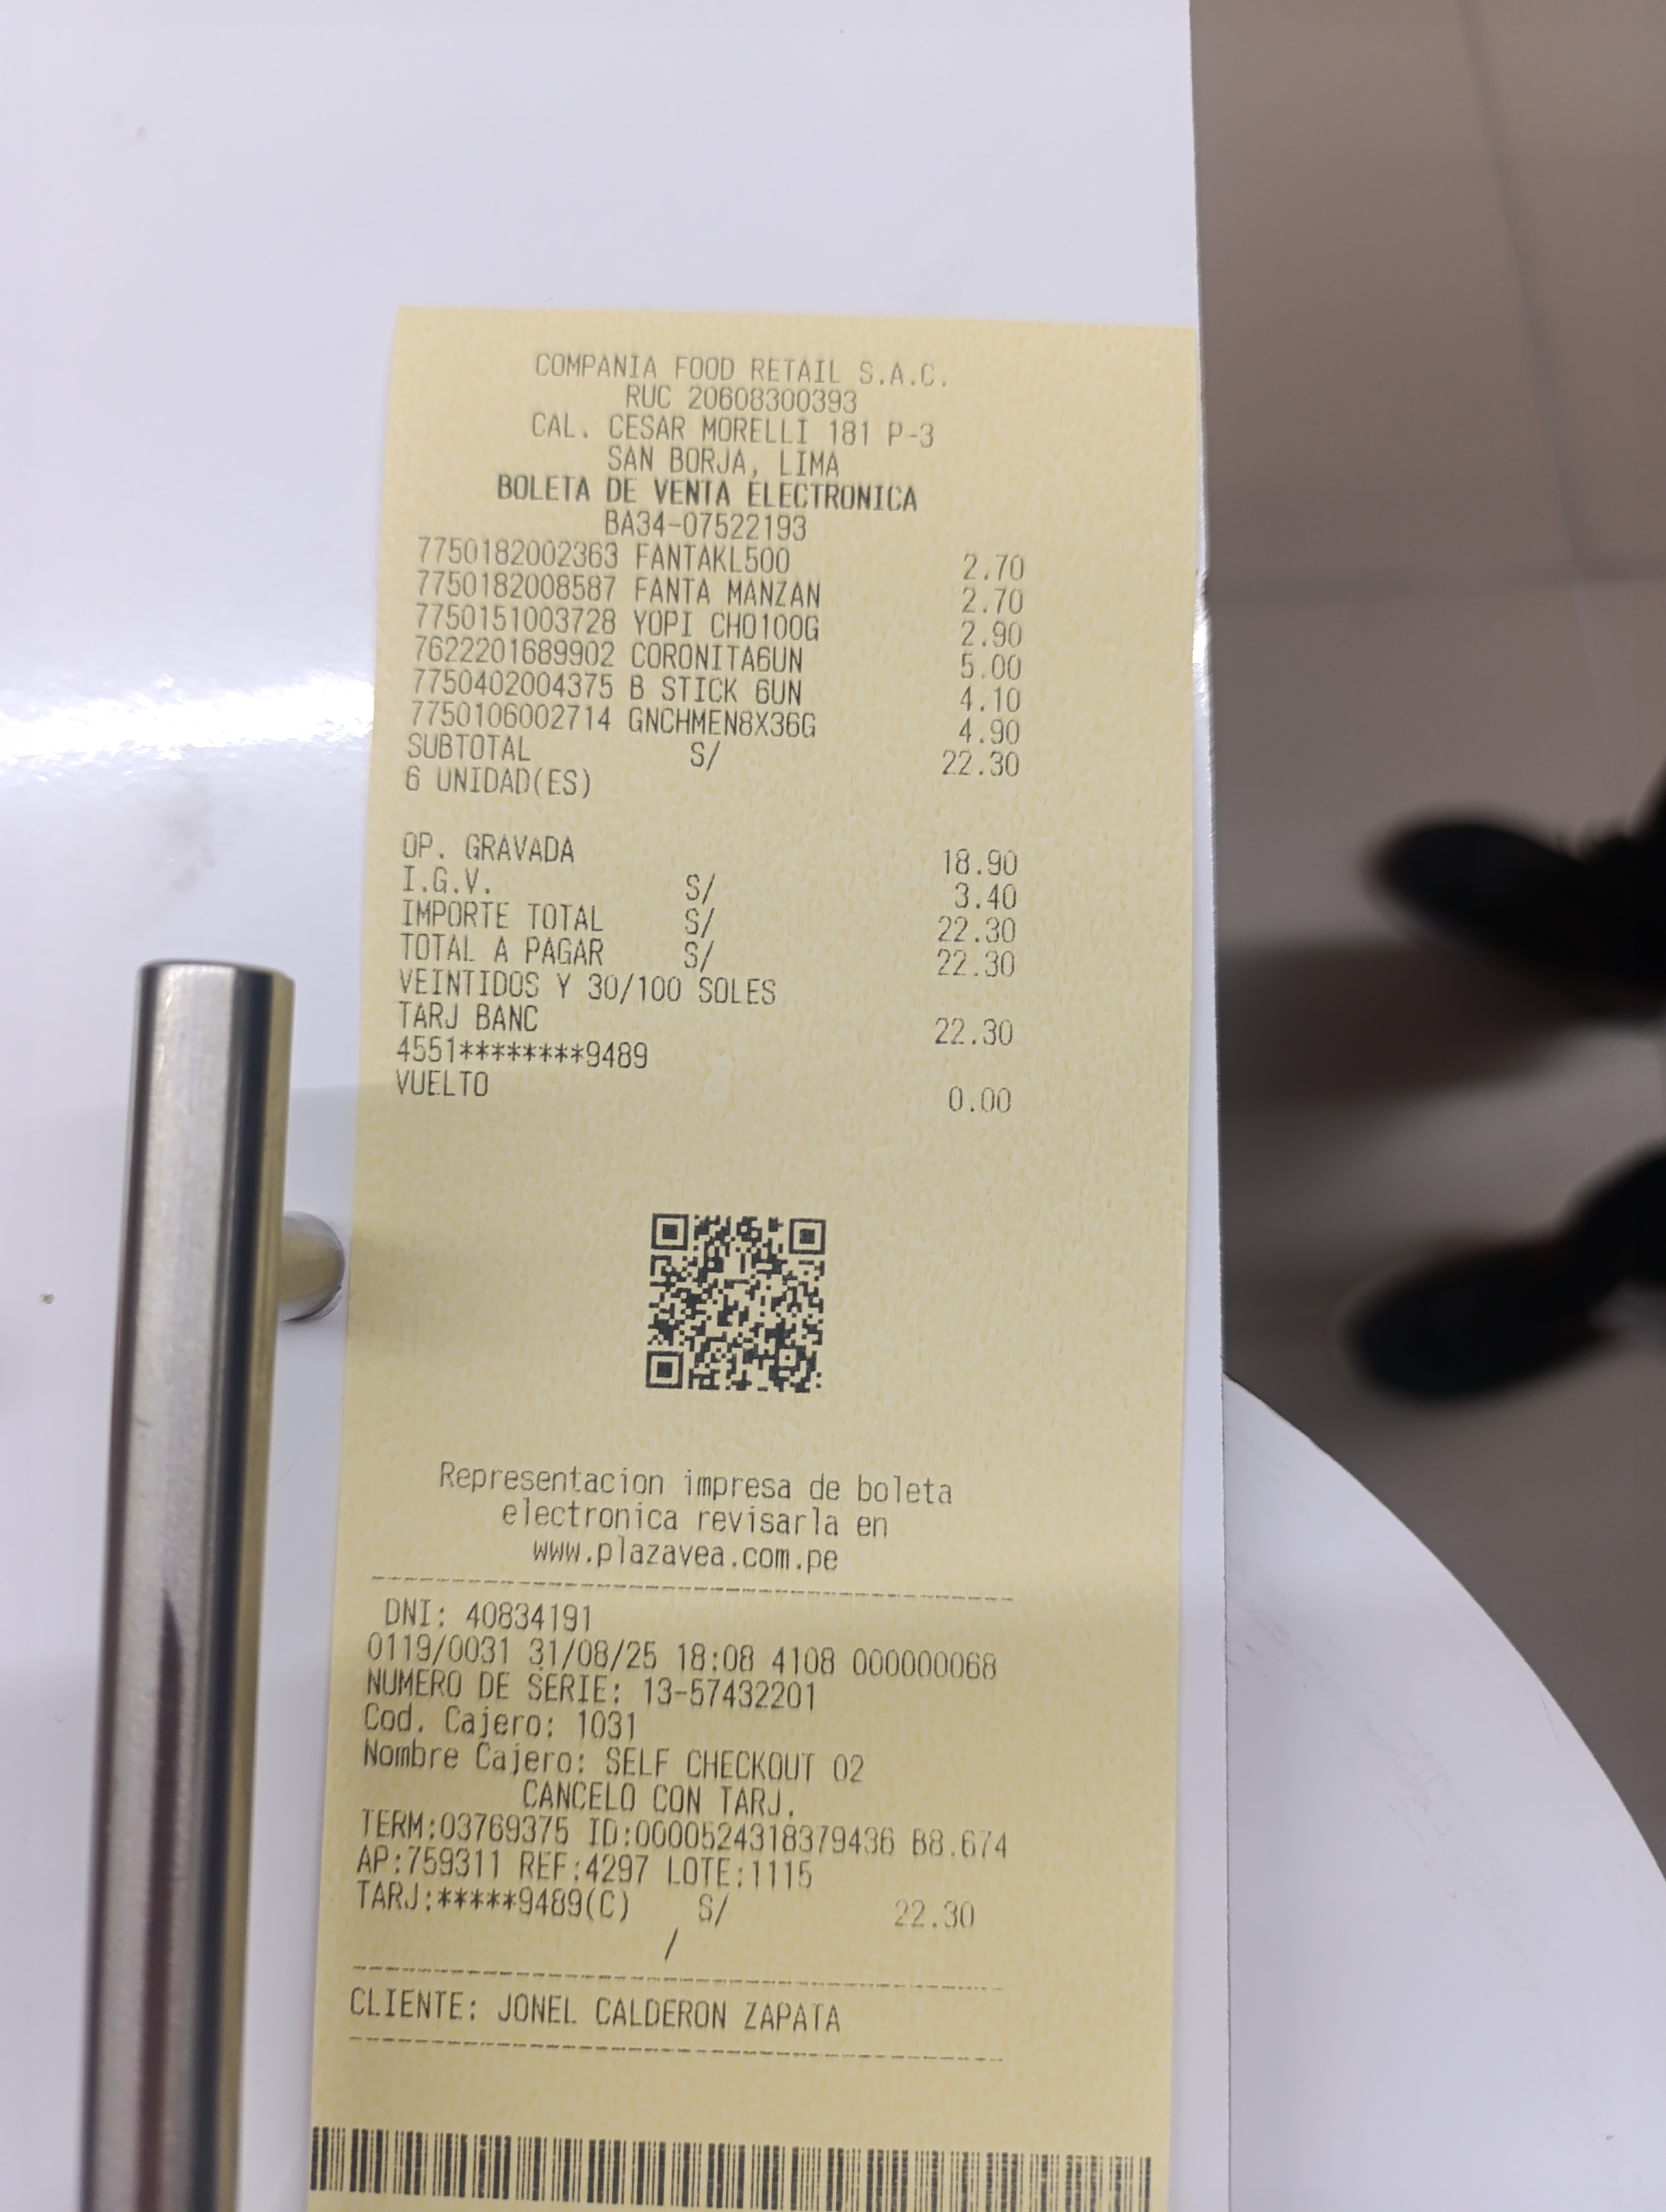 COMPANIA FOOD RETAIL S.A.C.
RUC 20608300393
CAL. CESAR MORELLI 181 P-3
SAN BORJA, LIMA
BOLETA DE VENTA ELECTRONICA
BA34-07522193
7750182002363 FANTAKL500 2.70
7750182008587 FANTA MANZAN 2.70
7750151003728 YOPI CHO100G 2.90
7622201689902 CORONITA6UN 5.00
7750402004375 B STICK 6UN 4.10
7750106002714 GNCHMEN8X36G 4.90
SUBTOTAL S/ 22.30
6 UNIDAD(ES)
OP. GRAVADA 18.90
I.G.V. S/ 3.40
IMPORTE TOTAL S/ 22.30
TOTAL A PAGAR S/ 22.30
VEINTIDOS Y 30/100 SOLES
TARJ BANC 22.30
4551********9489
VUELTO 0.00
Representacion impresa de boleta
electronica revisarla en
www.plazavea.com.pe
DNI: 40834191
0119/0031 31/08/25 18:08 4108 000000068
NUMERO DE SERIE: 13-57432201
Cod. Cajero: 1031
Nombre Cajero: SELF CHECKOUT 02
CANCELO CON TARJ.
TERM:03769375 ID:0000524318379436 B8.674
AP:759311 REF:4297 LOTE:1115
TARJ:*****9489(C) S/ 22.30
/
CLIENTE: JONEL CALDERON ZAPATA